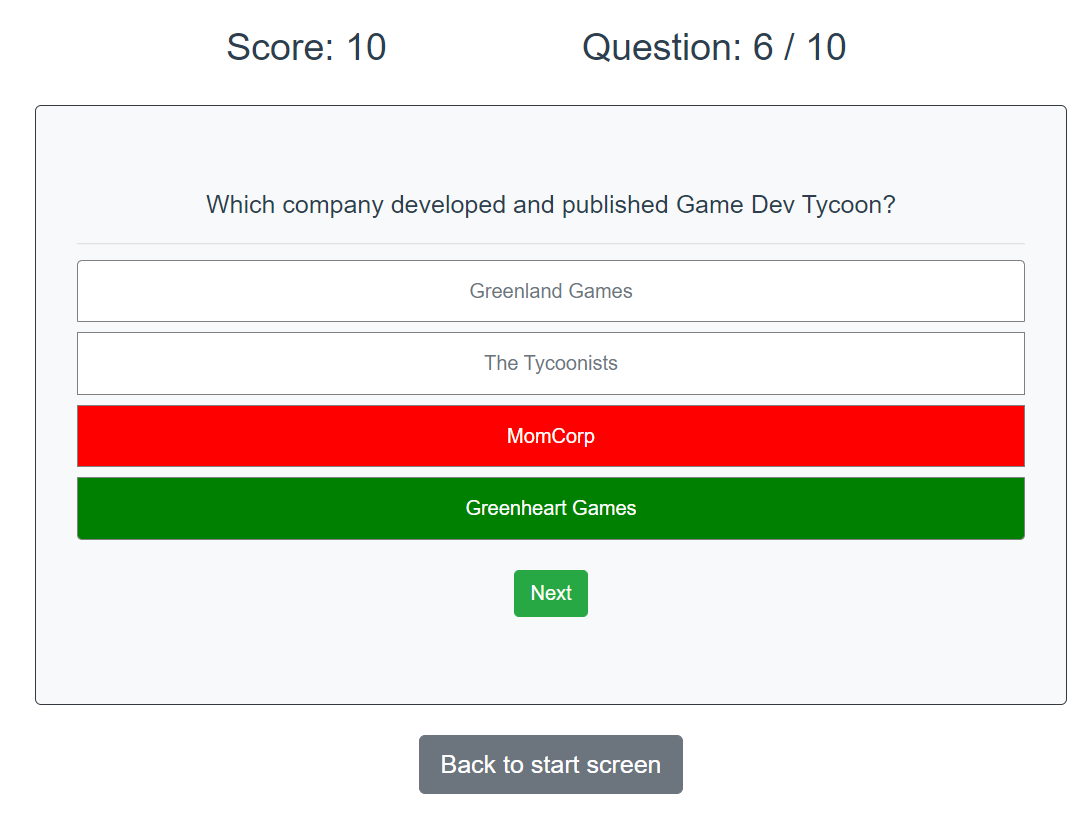 Score: 10 Question: 6 / 10
Which company developed and published Game Dev Tycoon?
Greenland Games
The Tycoonists
MomCorp
Greenheart Games
Next
Back to start screen